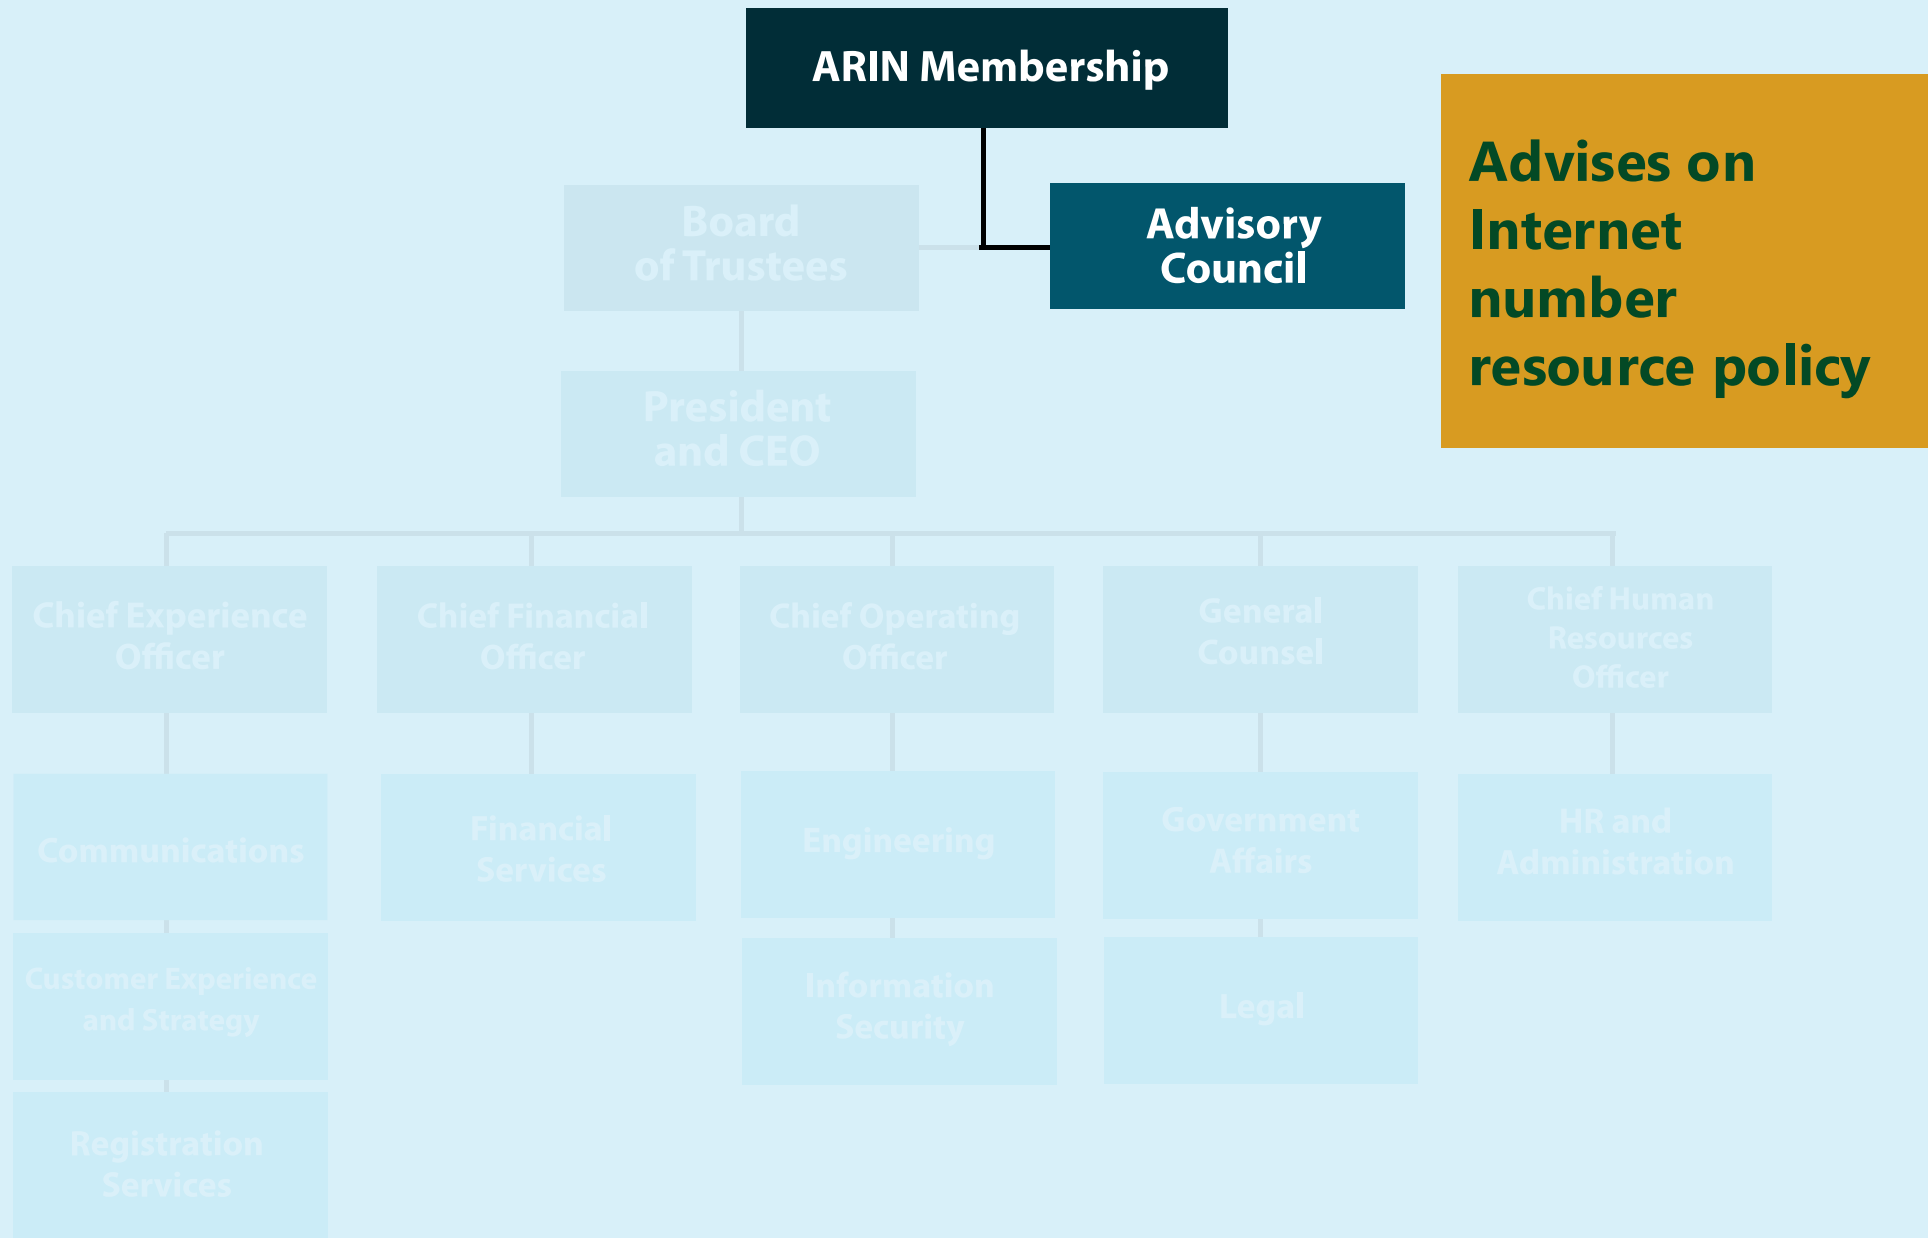 ARIN Membership
Advises on
Internet
number
resource policy
Advisory
Council
Board
of Trustees
President
and CEO
Chief Experience
Officer
Chief Financial
Officer
Chief Operating
Officer
General
Counsel
Chief Human
Resources
Officer
Communications
Financial
Services
Engineering
Government
Affairs
HR and
Administration
Customer Experience
and Strategy
Information
Security
Legal
Registration
Services